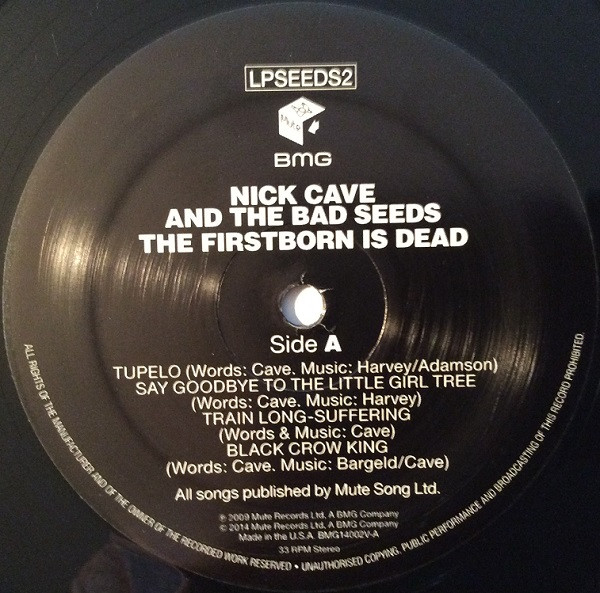 LPSEEDS2
MUTE
BMG
NICK CAVE
AND THE BAD SEEDS
THE FIRSTBORN IS DEAD
Side A
TUPELO (Words: Cave. Music: Harvey/Adamson)
SAY GOODBYE TO THE LITTLE GIRL TREE
(Words: Cave. Music: Harvey)
TRAIN LONG-SUFFERING
(Words & Music: Cave)
BLACK CROW KING
(Words: Cave. Music: Bargeld/Cave)
All songs published by Mute Song Ltd.
℗ 2009 Mute Records Ltd, A BMG Company
© 2014 Mute Records Ltd, A BMG Company
Made in the U.S.A. BMG14002V-A
33 RPM Stereo
ALL RIGHTS OF THE MANUFACTURER AND OF THE OWNER OF THE RECORDED WORK RESERVED • UNAUTHORISED COPYING, PUBLIC PERFORMANCE AND BROADCASTING OF THIS RECORD PROHIBITED.